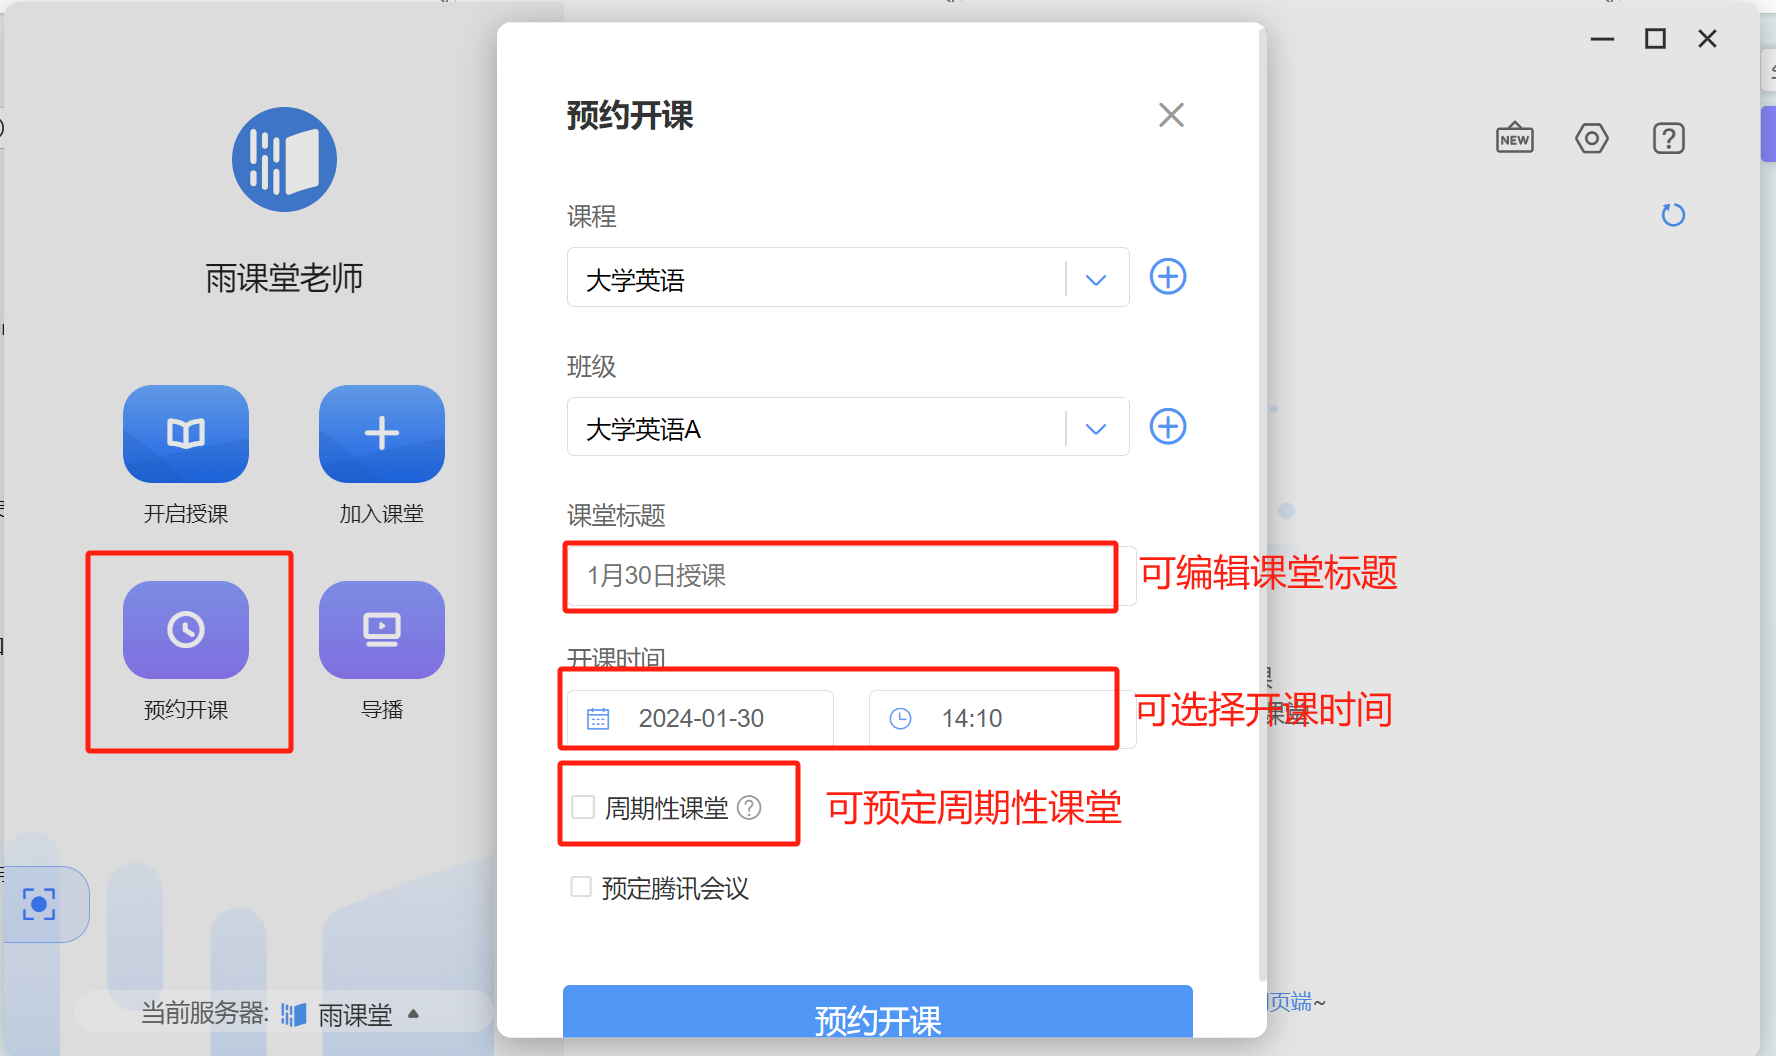 预约开课
NEW
?
课程
大学英语
雨课堂老师
班级
大学英语A
开启授课
加入课堂
课堂标题
1月30日授课
可编辑课堂标题
开课时间
2024-01-30
14:10
可选择开课时间
预约开课
导播
周期性课堂
?
可预定周期性课堂
预定腾讯会议
当前服务器:
雨课堂
预约开课
页端~